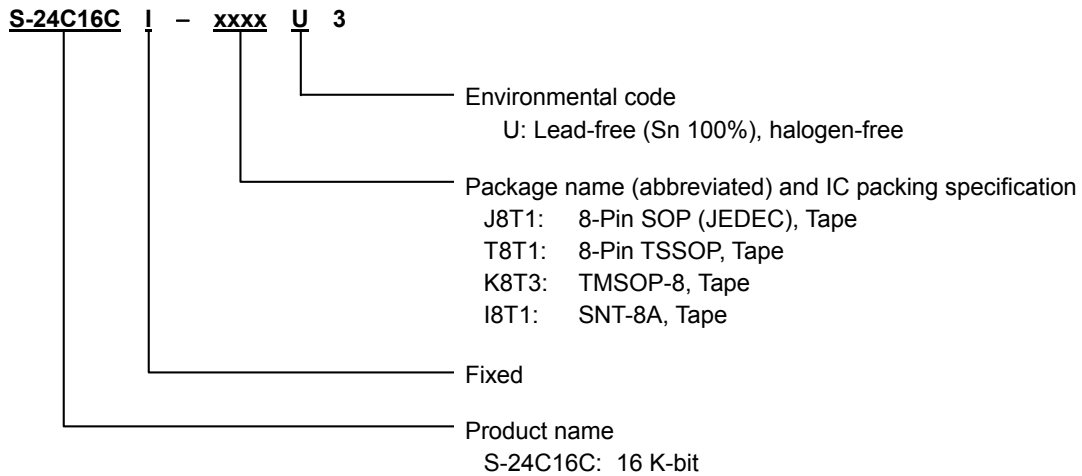 S-24C16C I – xxxx U 3
Environmental code
U: Lead-free (Sn 100%), halogen-free
Package name (abbreviated) and IC packing specification
J8T1: 8-Pin SOP (JEDEC), Tape
T8T1: 8-Pin TSSOP, Tape
K8T3: TMSOP-8, Tape
I8T1: SNT-8A, Tape
Fixed
Product name
S-24C16C: 16 K-bit